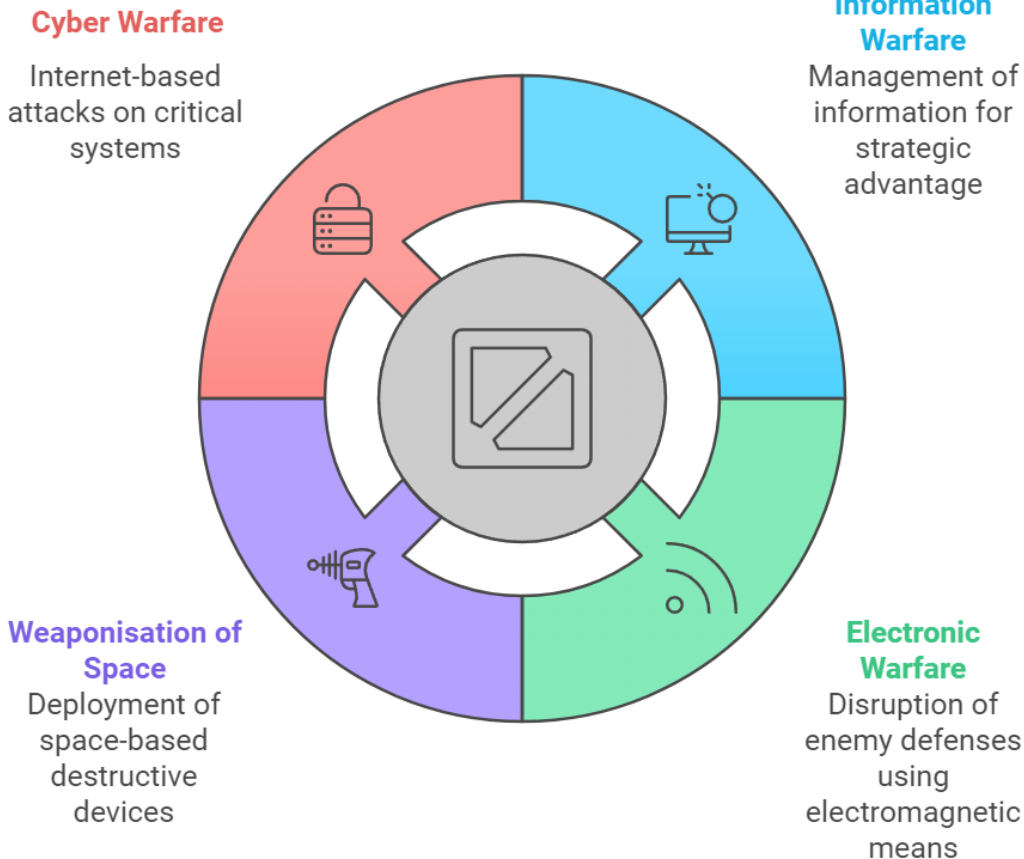 Cyber Warfare
Internet-based
attacks on critical
systems
Information
Warfare
Management of
information for
strategic
advantage
Weaponisation of
Space
Deployment of
space-based
destructive
devices
Electronic
Warfare
Disruption of
enemy defenses
using
electromagnetic
means